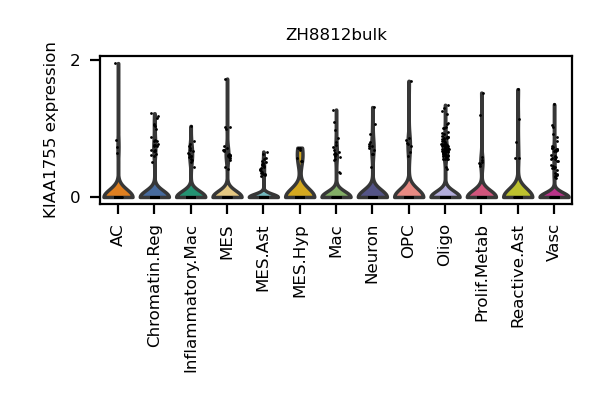 ZH8812bulk
KIAA1755 expression
2
0
AC
Chromatin.Reg
Inflammatory.Mac
MES
MES.Ast
MES.Hyp
Mac
Neuron
OPC
Oligo
Prolif.Metab
Reactive.Ast
Vasc